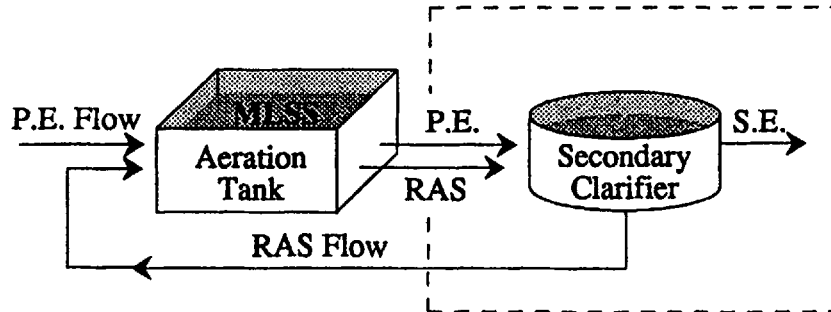 P.E. Flow
MLSS
Aeration
Tank
P.E.
RAS
Secondary
Clarifier
S.E.
RAS Flow